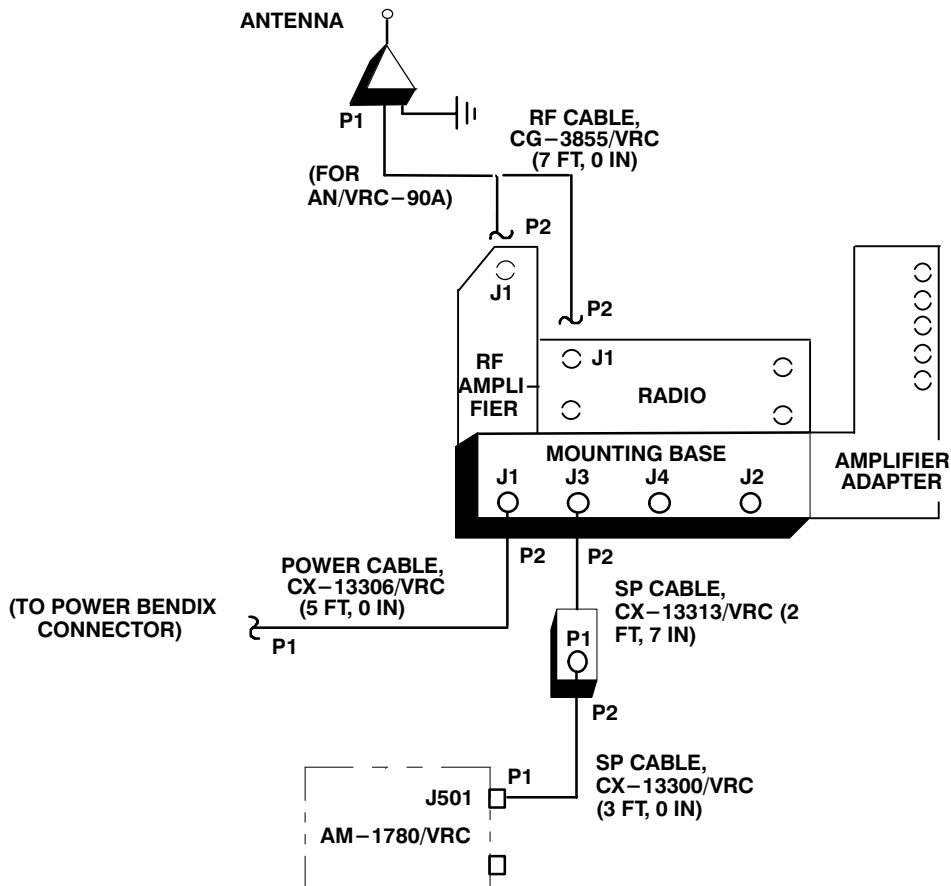 ANTENNA
P1
RF CABLE,
CG−3855/VRC
(7 FT, 0 IN)
(FOR
AN/VRC−90A)
P2
J1
P2
J1
RF
AMPLI−
FIER
RADIO
MOUNTING BASE
J1
J3
J4
J2
AMPLIFIER
ADAPTER
P2
P2
POWER CABLE,
CX−13306/VRC
(5 FT, 0 IN)
(TO POWER BENDIX
CONNECTOR)
P1
SP CABLE,
CX−13313/VRC (2
FT, 7 IN)
P1
P2
SP CABLE,
CX−13300/VRC
(3 FT, 0 IN)
P1
J501
AM−1780/VRC